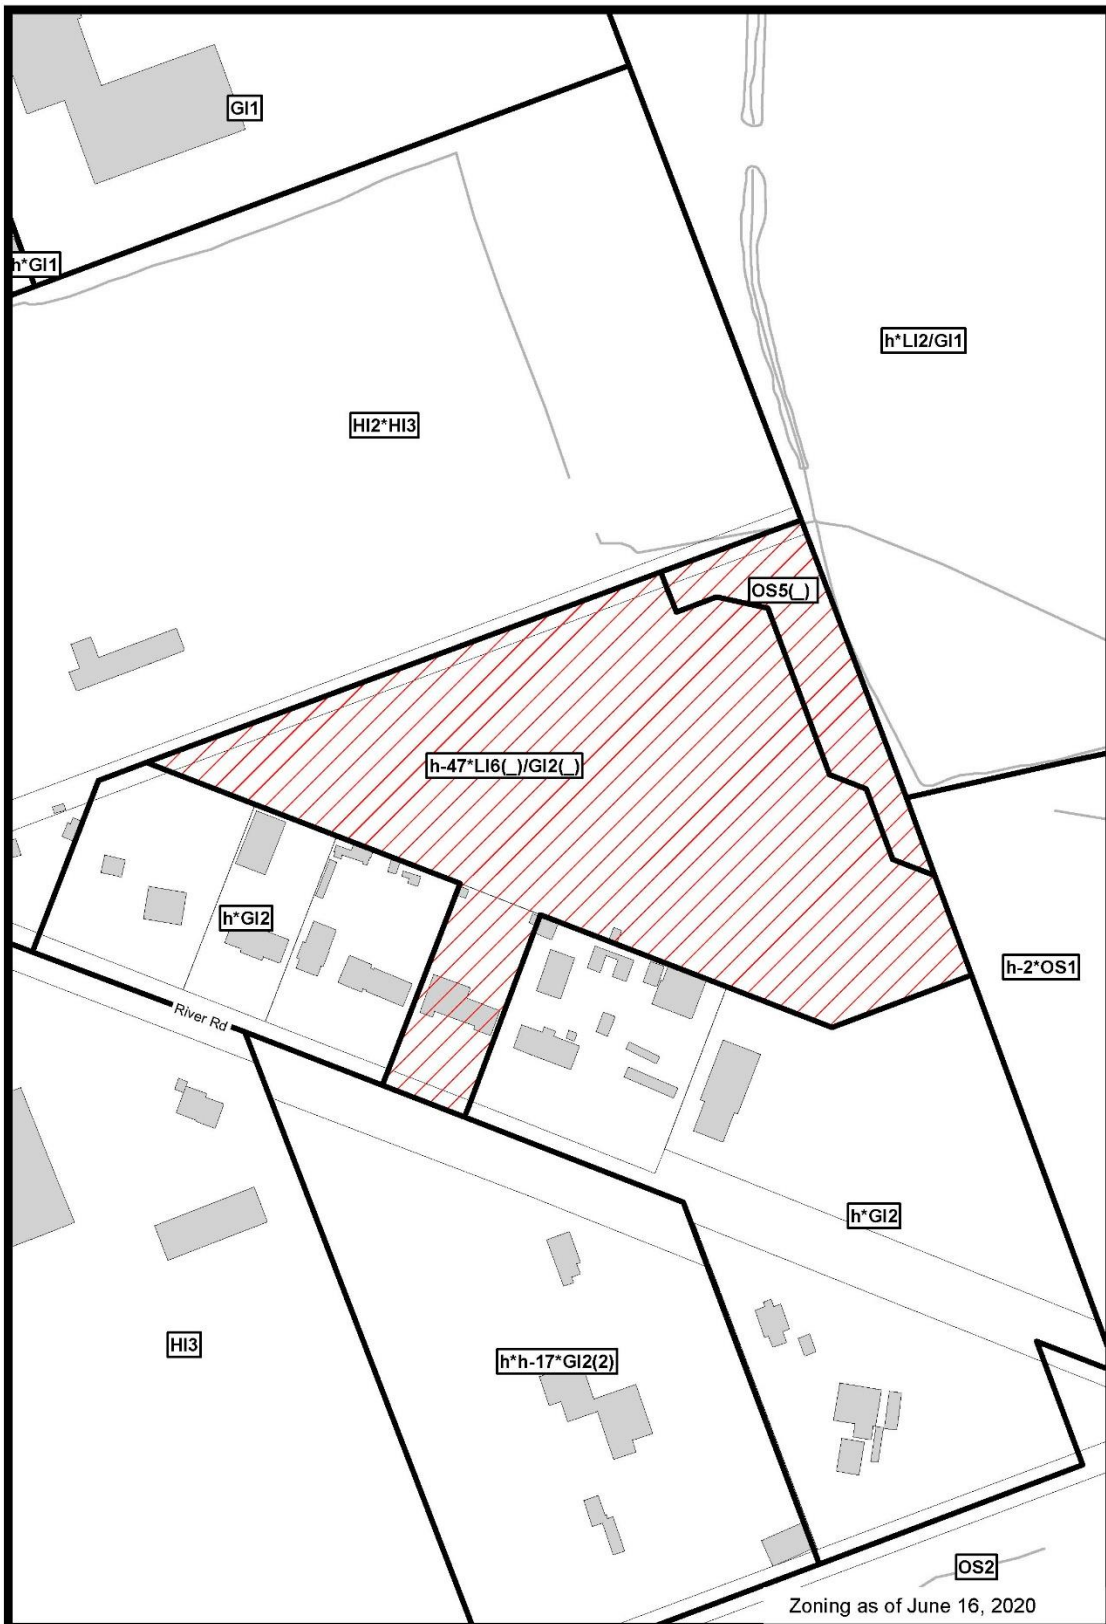 GI1
h*GI1
h*LI2/GI1
HI2*HI3
OS5(_)
h-47*LI6(_)/GI2(_)
h*GI2
h-2*OS1
River Rd
h*GI2
HI3
h*h-17*GI2(2)
OS2
Zoning as of June 16, 2020